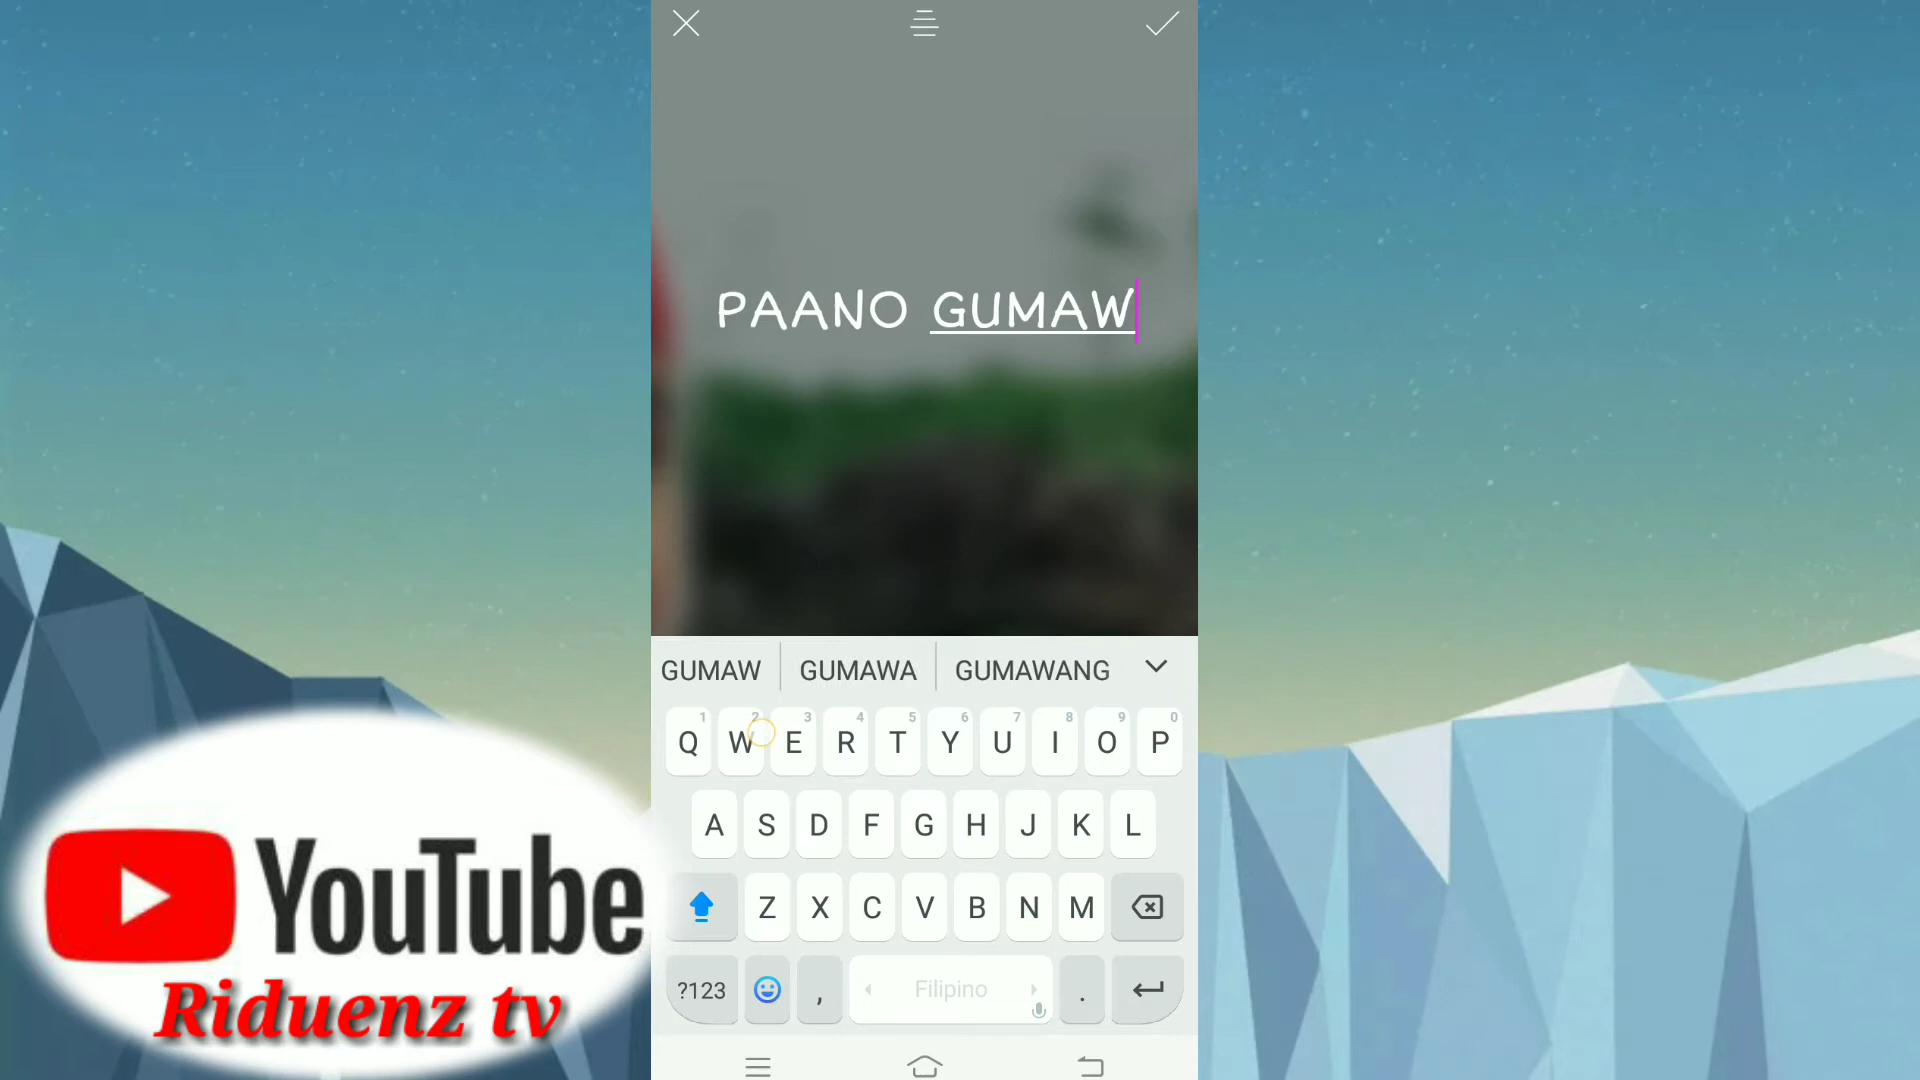 PAANO GUMAW
GUMAW GUMAWA GUMAWANG
1 2 3 4 5 6 7 8 9 0
Q W E R T Y U I O P
A S D F G H J K L
Z X C V B N M
?123 , Filipino .
YouTube
Riduenz tv